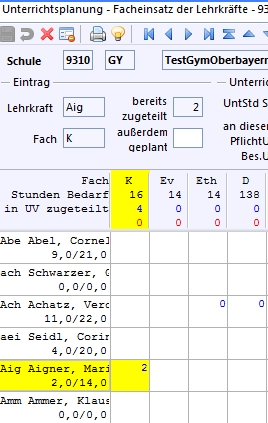 Unterrichtsplanung - Facheinsatz der Lehrkräfte - 93
Schule 9310 GY TestGymOberbayern
Eintrag Unterri
Lehrkraft Aig bereits zugeteilt 2 UntStd S
Fach K außerdem geplant an dieser
PflichtU
Bes.U
Fach K Ev Eth D
Stunden Bedarf 16 14 14 138
in UV zugeteilt 4 0 0 0
0 0 0 0
Abe Abel, Cornel
9,0/21,0
ach Schwarzer, G
0,0/0,0
Ach Achatz, Vero 0 0
11,0/22,0
aei Seidl, Corin
4,0/20,0
Aig Aigner, Mari 2
2,0/14,0
Amm Ammer, Klaus
0,0/0,0